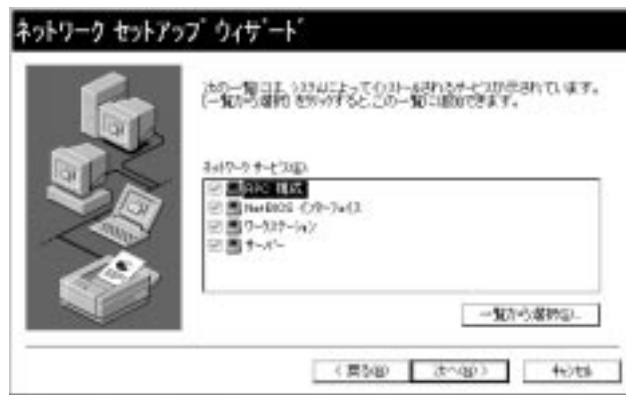 ネットワーク セットアップ ウィザード
次の一覧には、システムによってインストールされるサービスが示されています。
[一覧から選択] をクリックすると、この一覧に追加できます。
ネットワーク サービス(E):
RPC 構成
NetBIOS インターフェイス
ワークステーション
サーバー
一覧から選択(S)...
< 戻る(B)
次へ(N) >
キャンセル